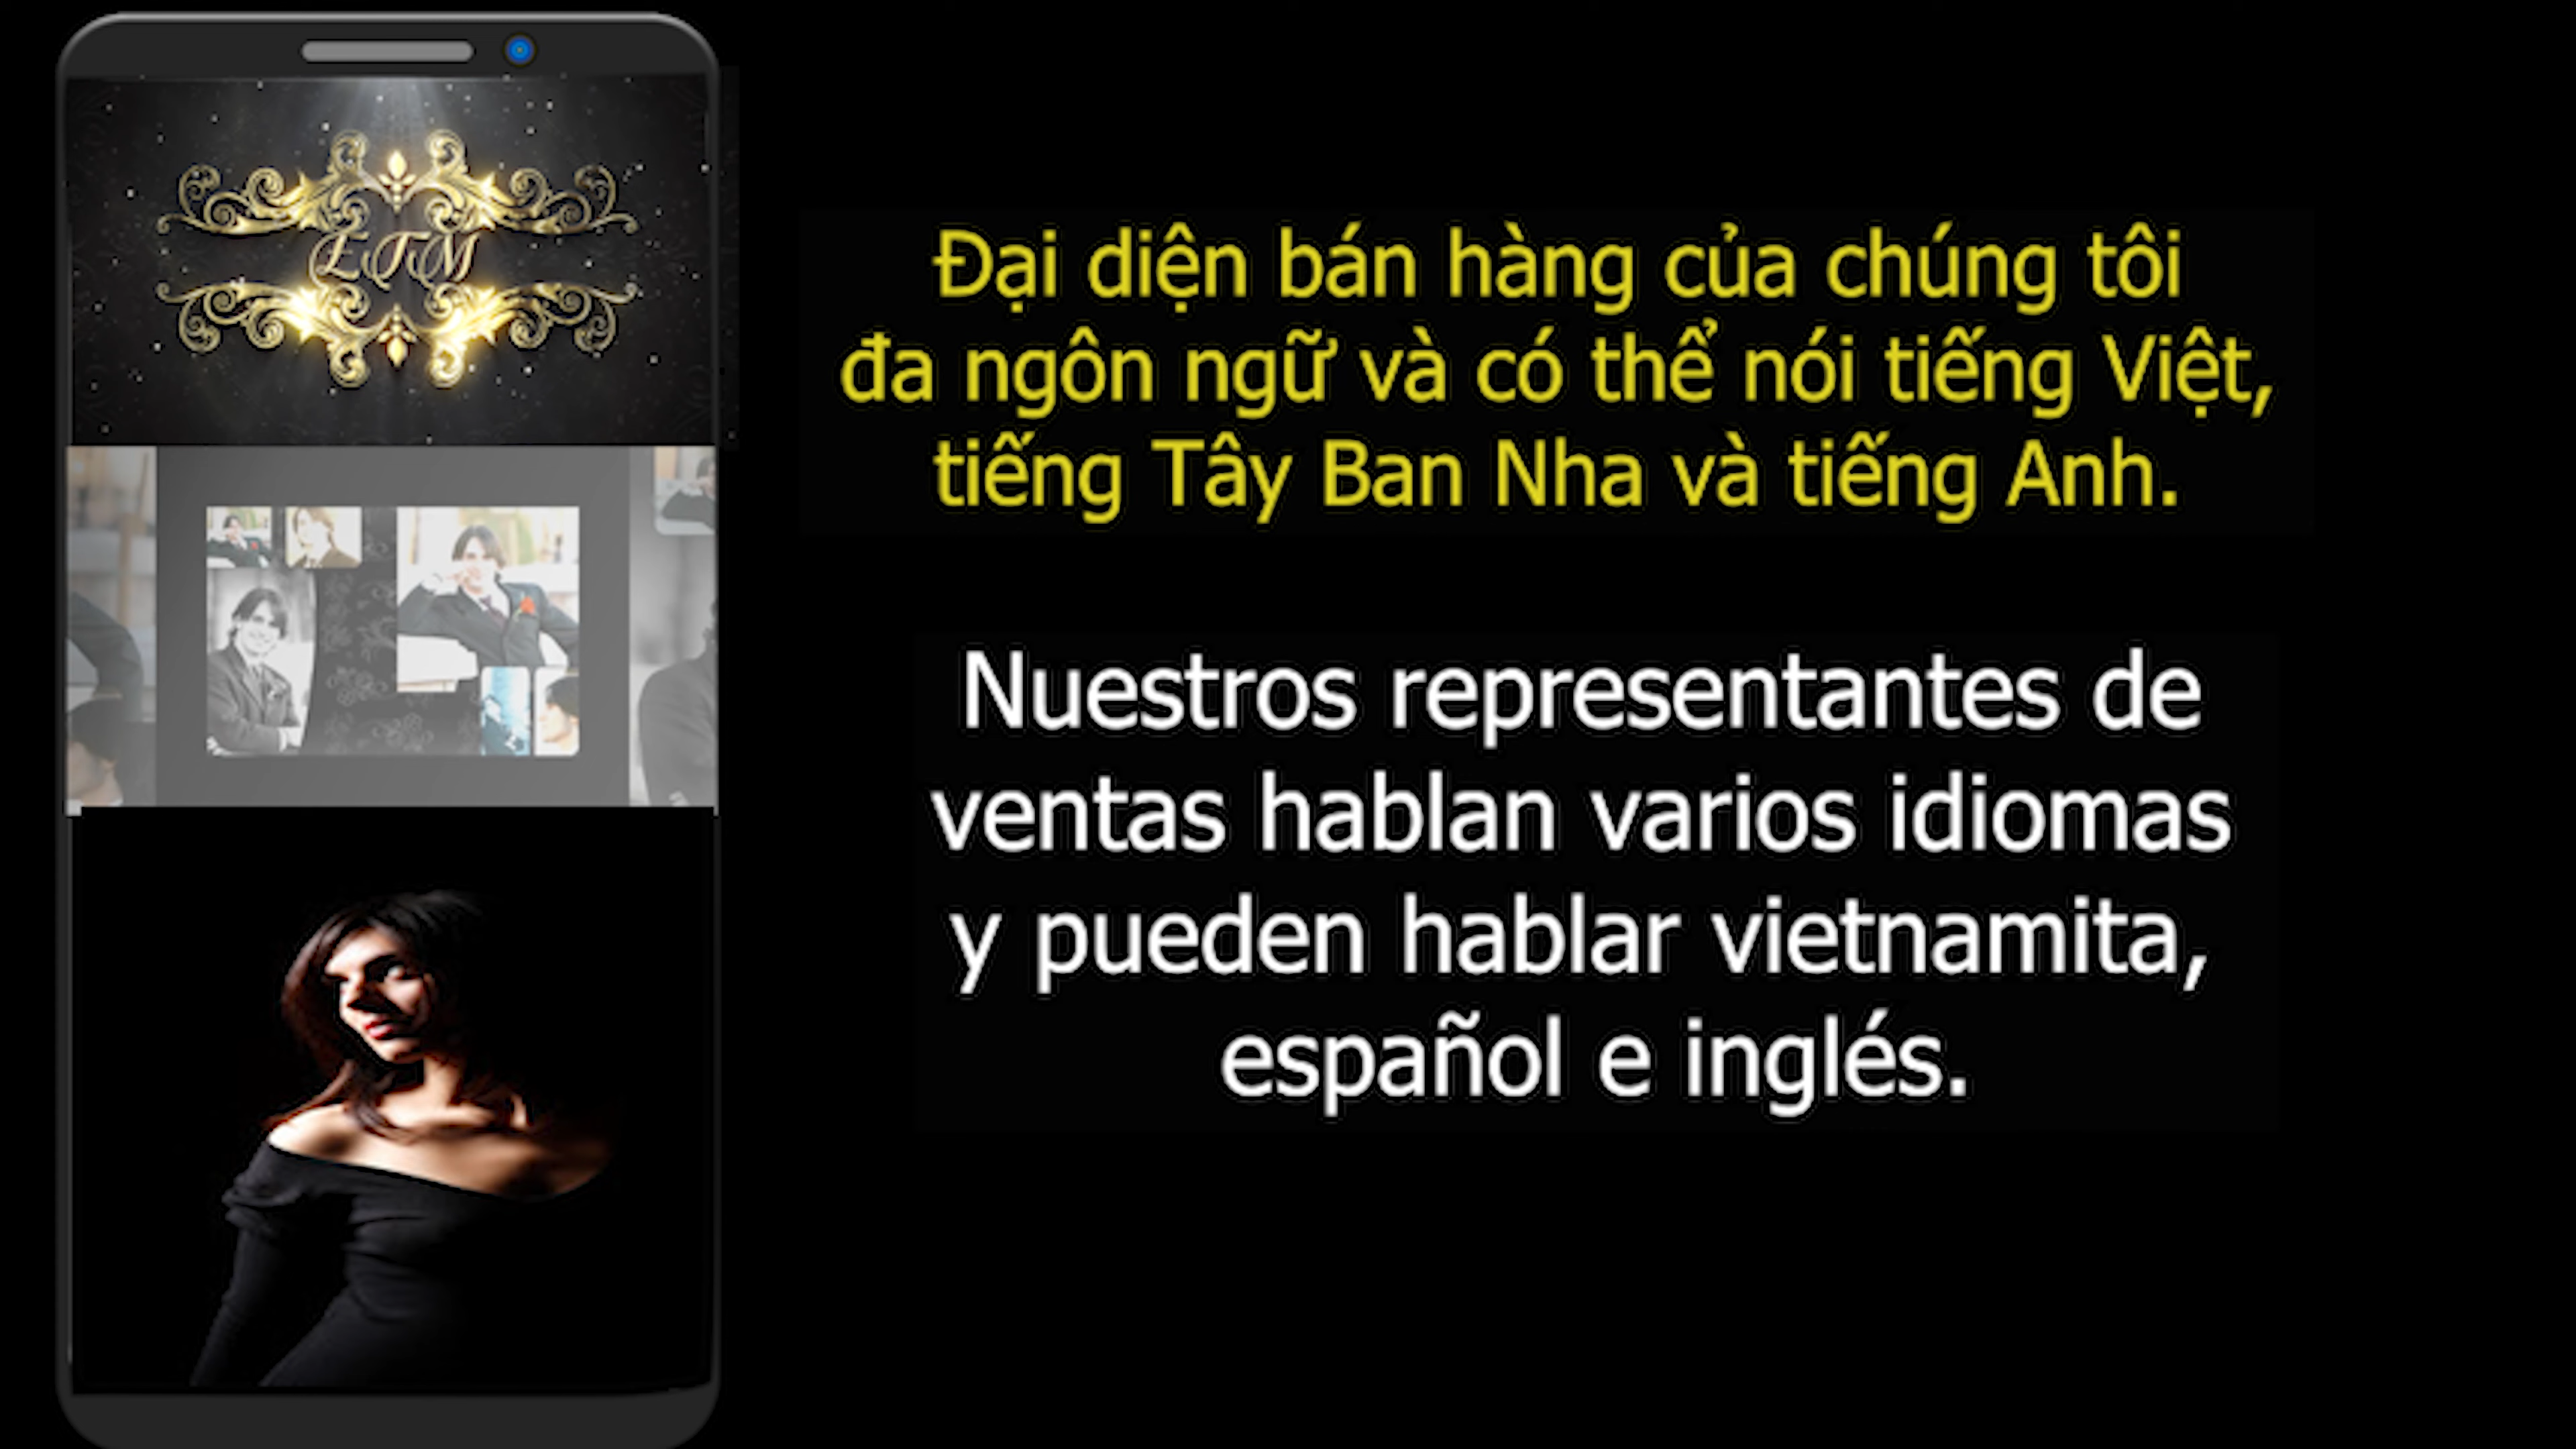 ETM
Đại diện bán hàng của chúng tôi
đa ngôn ngữ và có thể nói tiếng Việt,
tiếng Tây Ban Nha và tiếng Anh.
Nuestros representantes de
ventas hablan varios idiomas
y pueden hablar vietnamita,
español e inglés.